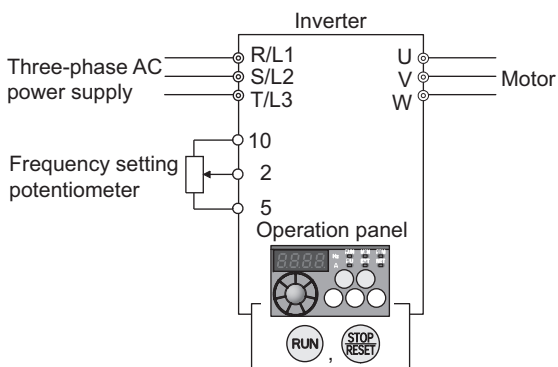 Inverter
Three-phase AC
power supply
R/L1
S/L2
T/L3
U
V
W
Motor
Frequency setting
potentiometer
10
2
5
Operation panel
RUN , STOP
RESET